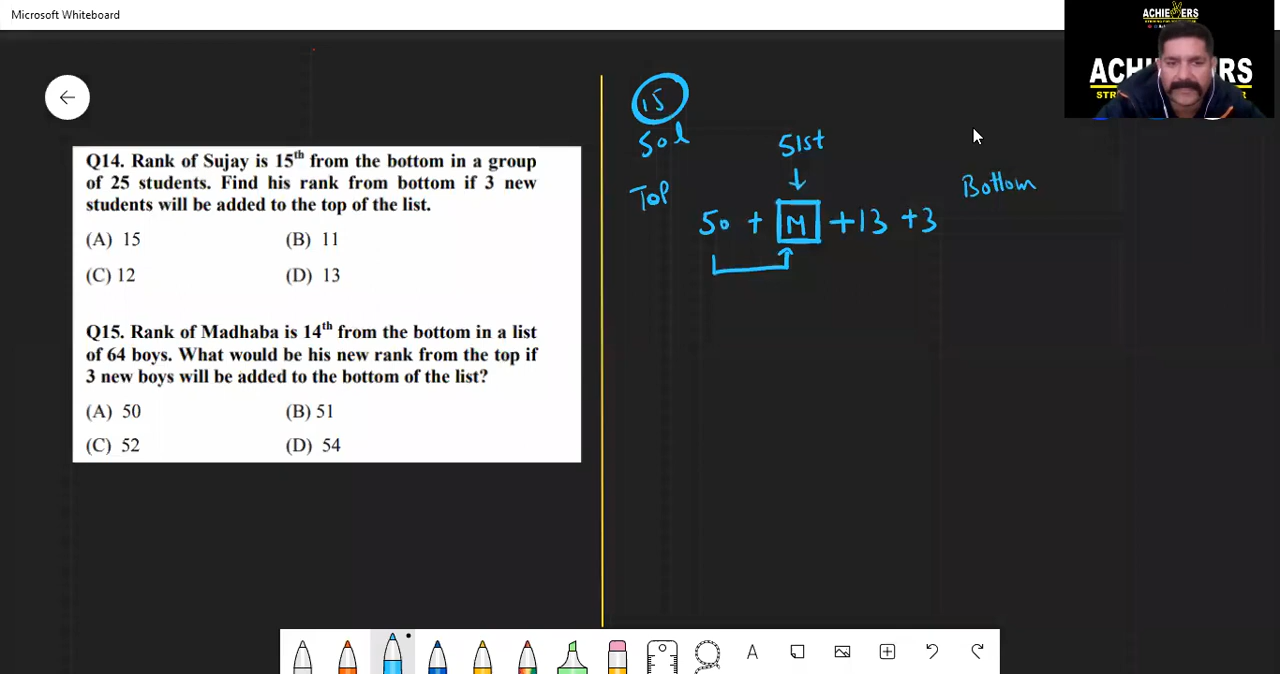 Microsoft Whiteboard
ACHIEVERS
ACHI
ERS
STRI
Q14. Rank of Sujay is 15th from the bottom in a group
of 25 students. Find his rank from bottom if 3 new
students will be added to the top of the list.
(A) 15
(B) 11
(C) 12
(D) 13
Q15. Rank of Madhaba is 14th from the bottom in a list
of 64 boys. What would be his new rank from the top if
3 new boys will be added to the bottom of the list?
(A) 50
(B) 51
(C) 52
(D) 54
15
Sol
51st
Top
Bottom
50 + M +13 +3
A